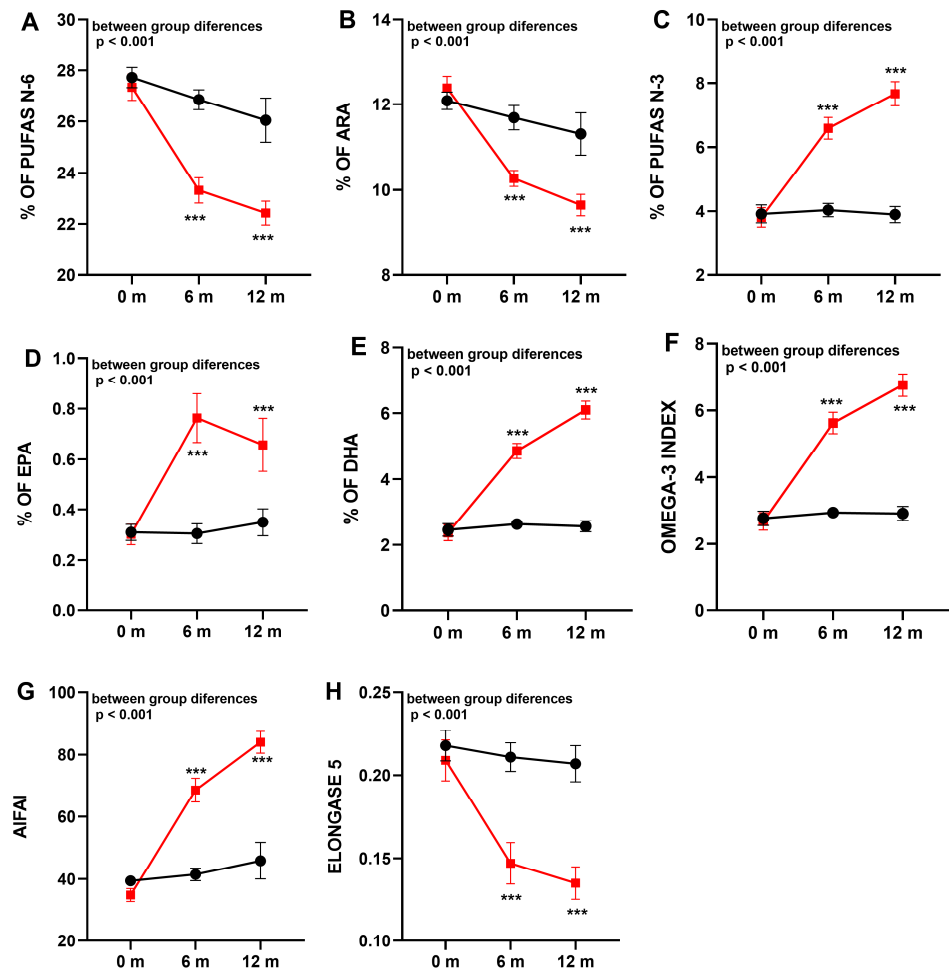 A
between group diferences
p < 0.001
% OF PUFAS N-6
30
28
26
24
22
20
***
***
0 m 6 m 12 m
B
between group diferences
p < 0.001
% OF ARA
14
12
10
8
***
***
0 m 6 m 12 m
C
between group diferences
p < 0.001
% OF PUFAS N-3
10
8
6
4
2
***
***
0 m 6 m 12 m
D
between group diferences
p < 0.001
% OF EPA
1.0
0.8
0.6
0.4
0.2
0.0
***
***
0 m 6 m 12 m
E
between group diferences
p < 0.001
% OF DHA
8
6
4
2
0
***
***
0 m 6 m 12 m
F
between group diferences
p < 0.001
OMEGA-3 INDEX
8
6
4
2
0
***
***
0 m 6 m 12 m
G
between group diferences
p < 0.001
AIFAI
100
80
60
40
20
***
***
0 m 6 m 12 m
H
between group diferences
p < 0.001
ELONGASE 5
0.25
0.20
0.15
0.10
***
***
0 m 6 m 12 m